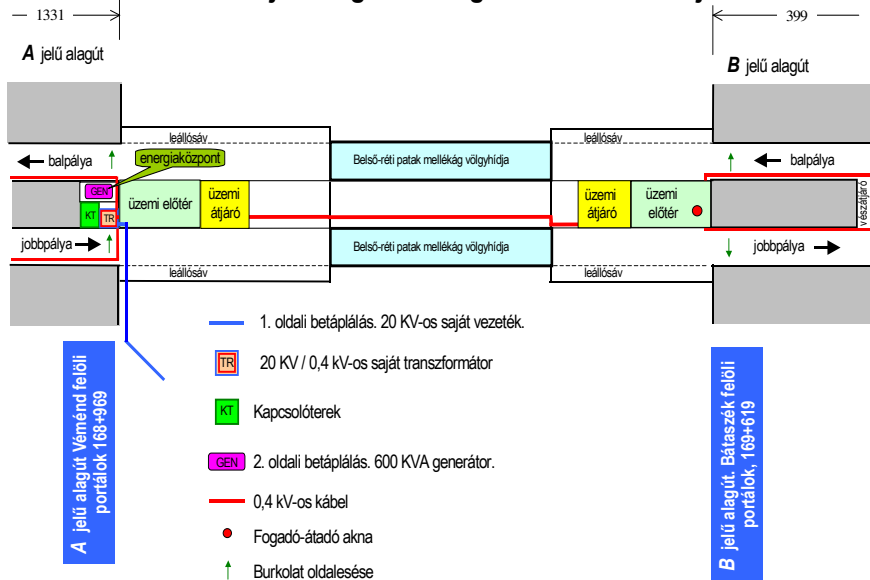 1331
399
A jelű alagút
B jelű alagút
leállósáv
leállósáv
balpálya
energiaközpont
Belső-réti patak mellékág völgyhídja
balpálya
GEN
KT
TR
üzemi előtér
üzemi
átjáró
üzemi
átjáró
üzemi
előtér
vészátjáró
jobbpálya
Belső-réti patak mellékág völgyhídja
jobbpálya
leállósáv
leállósáv
1. oldali betáplálás. 20 KV-os saját vezeték.
TR 20 KV / 0,4 kV-os saját transzformátor
KT Kapcsolóterek
GEN 2. oldali betáplálás. 600 KVA generátor.
0,4 kV-os kábel
Fogadó-átadó akna
Burkolat oldalesése
A jelű alagút Véménd felöli
portálok 168+969
B jelű alagút. Bátaszék felöli
portálok, 169+619